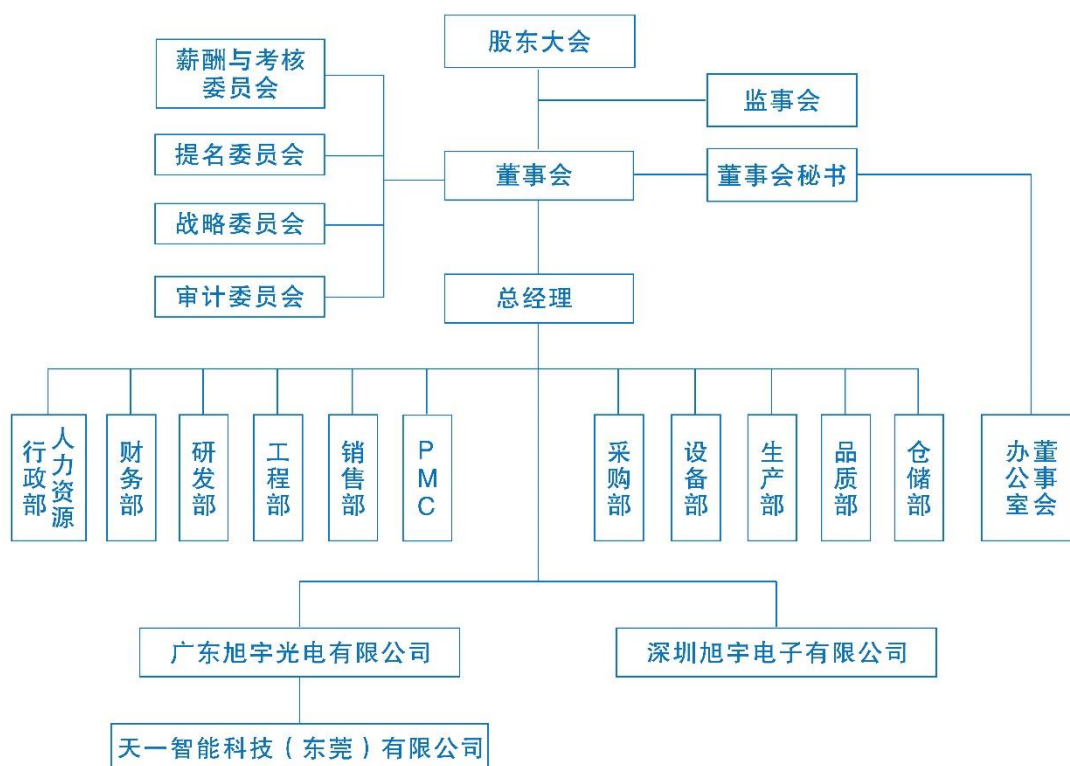 股东大会
薪酬与考核
委员会
监事会
提名委员会
董事会
董事会秘书
战略委员会
审计委员会
总经理
人力资源
行政部
财务部
研发部
工程部
销售部
PMC
采购部
设备部
生产部
品质部
仓储部
董事会
办公室
广东旭宇光电有限公司
深圳旭宇电子有限公司
天一智能科技（东莞）有限公司